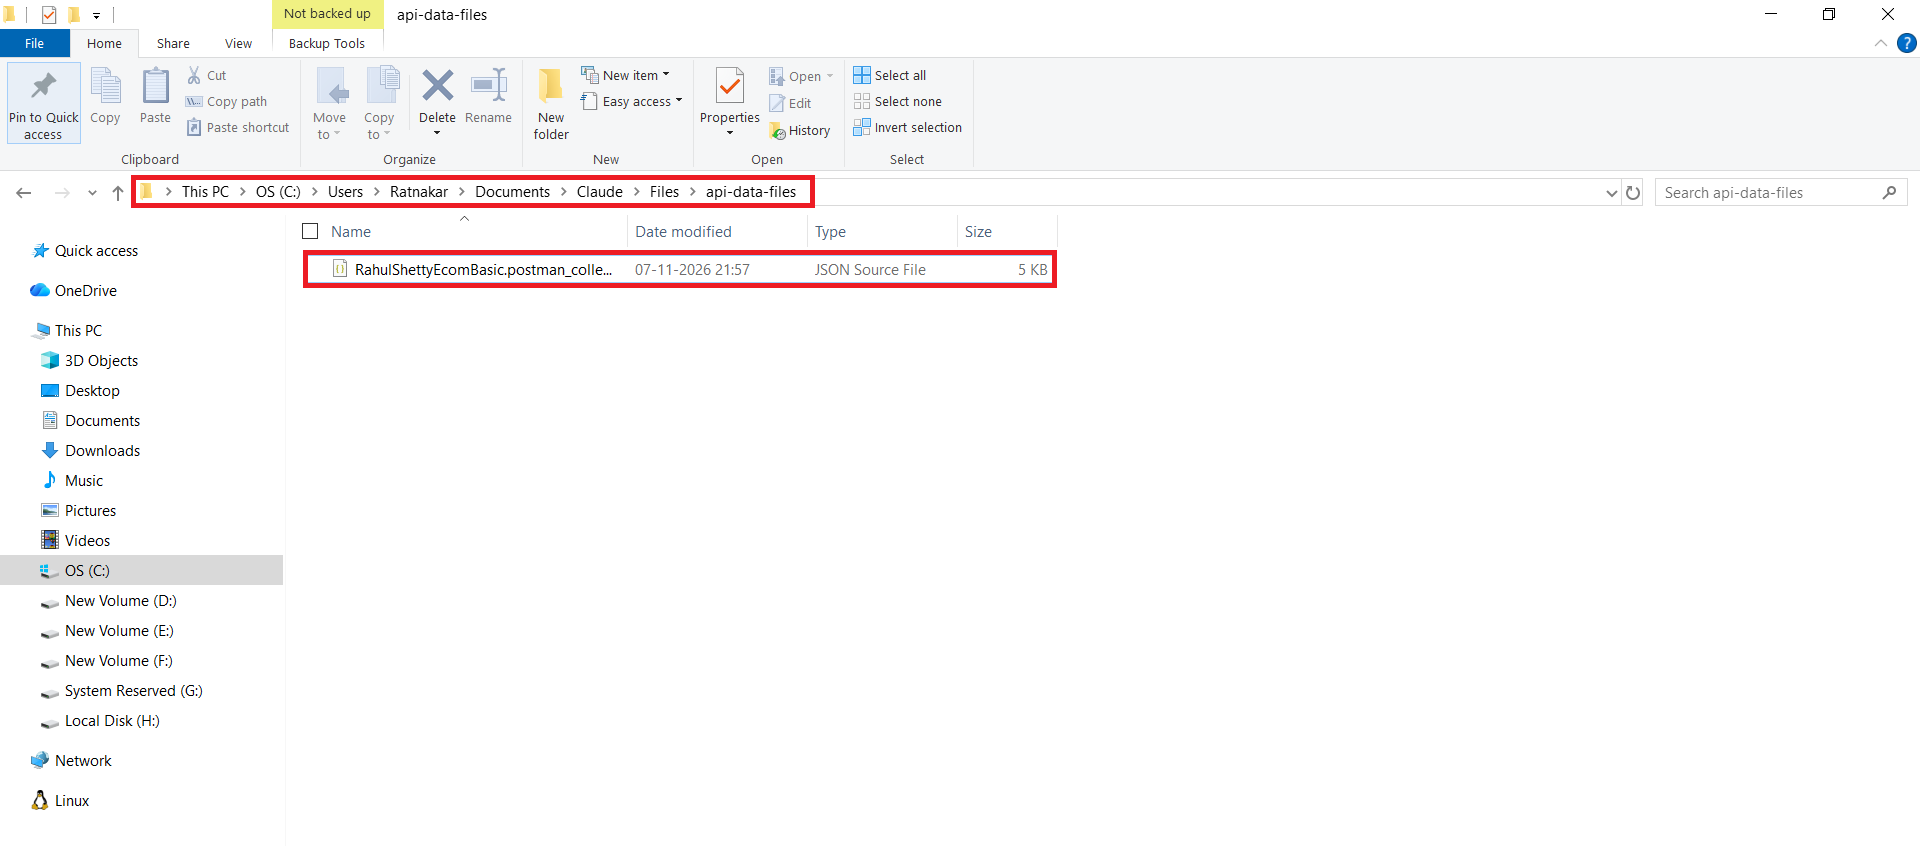 Not backed up
api-data-files
File
Home
Share
View
Backup Tools
Pin to Quick access
Copy
Paste
Cut
Copy path
Paste shortcut
Clipboard
Move to
Copy to
Delete
Rename
Organize
New folder
New item
Easy access
New
Properties
Open
Edit
History
Open
Select all
Select none
Invert selection
Select
This PC > OS (C:) > Users > Ratnakar > Documents > Claude > Files > api-data-files
Search api-data-files
Name Date modified Type Size
RahulShettyEcomBasic.postman_colle... 07-11-2026 21:57 JSON Source File 5 KB
Quick access
OneDrive
This PC
3D Objects
Desktop
Documents
Downloads
Music
Pictures
Videos
OS (C:)
New Volume (D:)
New Volume (E:)
New Volume (F:)
System Reserved (G:)
Local Disk (H:)
Network
Linux